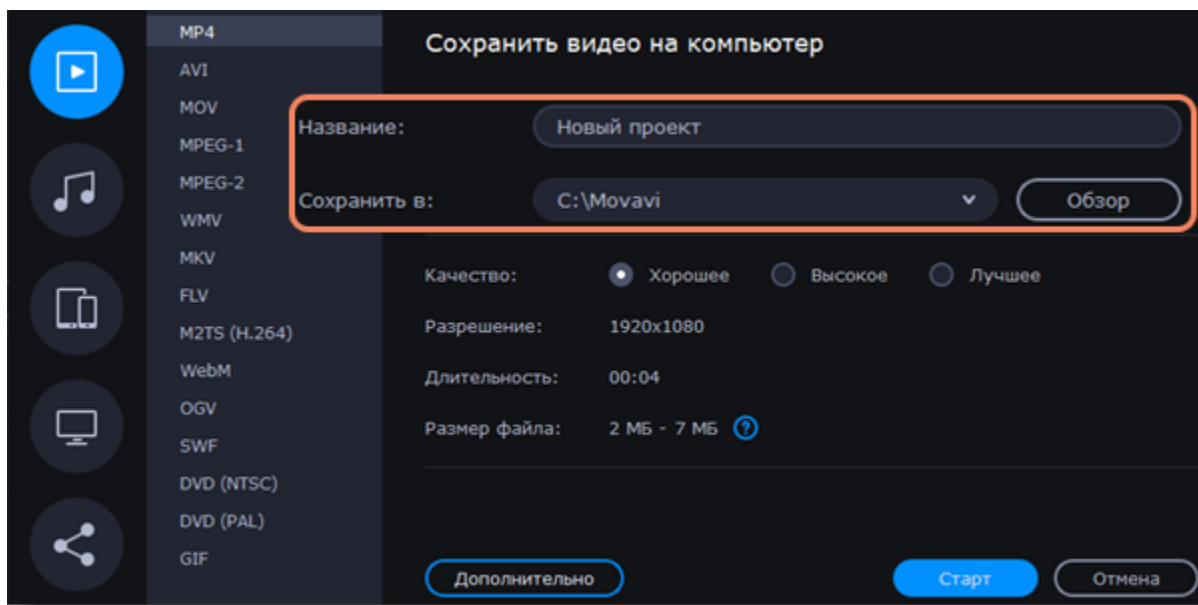 MP4
AVI
MOV
MPEG-1
MPEG-2
WMV
MKV
FLV
M2TS (H.264)
WebM
OGV
SWF
DVD (NTSC)
DVD (PAL)
GIF
Сохранить видео на компьютер
Название: Новый проект
Сохранить в: C:\Movavi Обзор
Качество: Хорошее Высокое Лучшее
Разрешение: 1920x1080
Длительность: 00:04
Размер файла: 2 МБ - 7 МБ ?
Дополнительно Старт Отмена